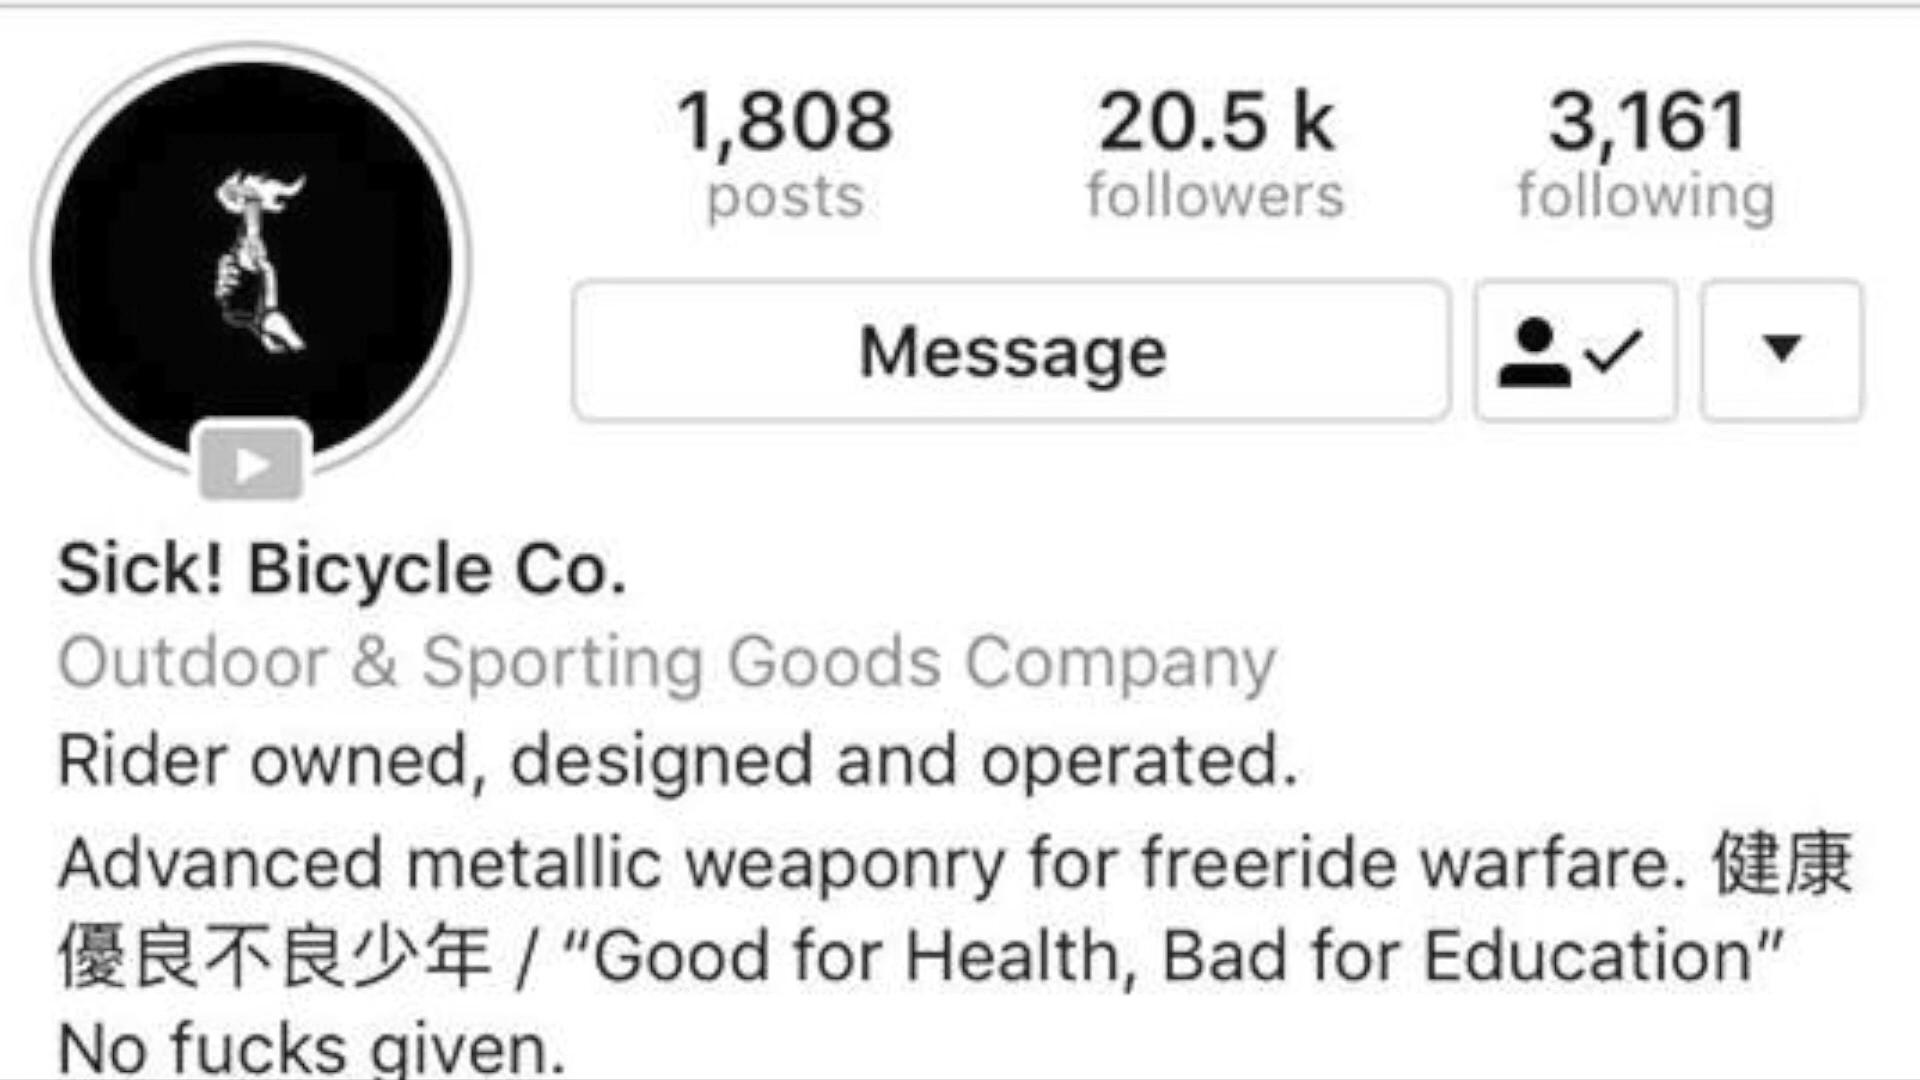 1,808 20.5 k 3,161
posts followers following
Message
Sick! Bicycle Co.
Outdoor & Sporting Goods Company
Rider owned, designed and operated.
Advanced metallic weaponry for freeride warfare. 健康
優良不良少年 / “Good for Health, Bad for Education”
No fucks given.